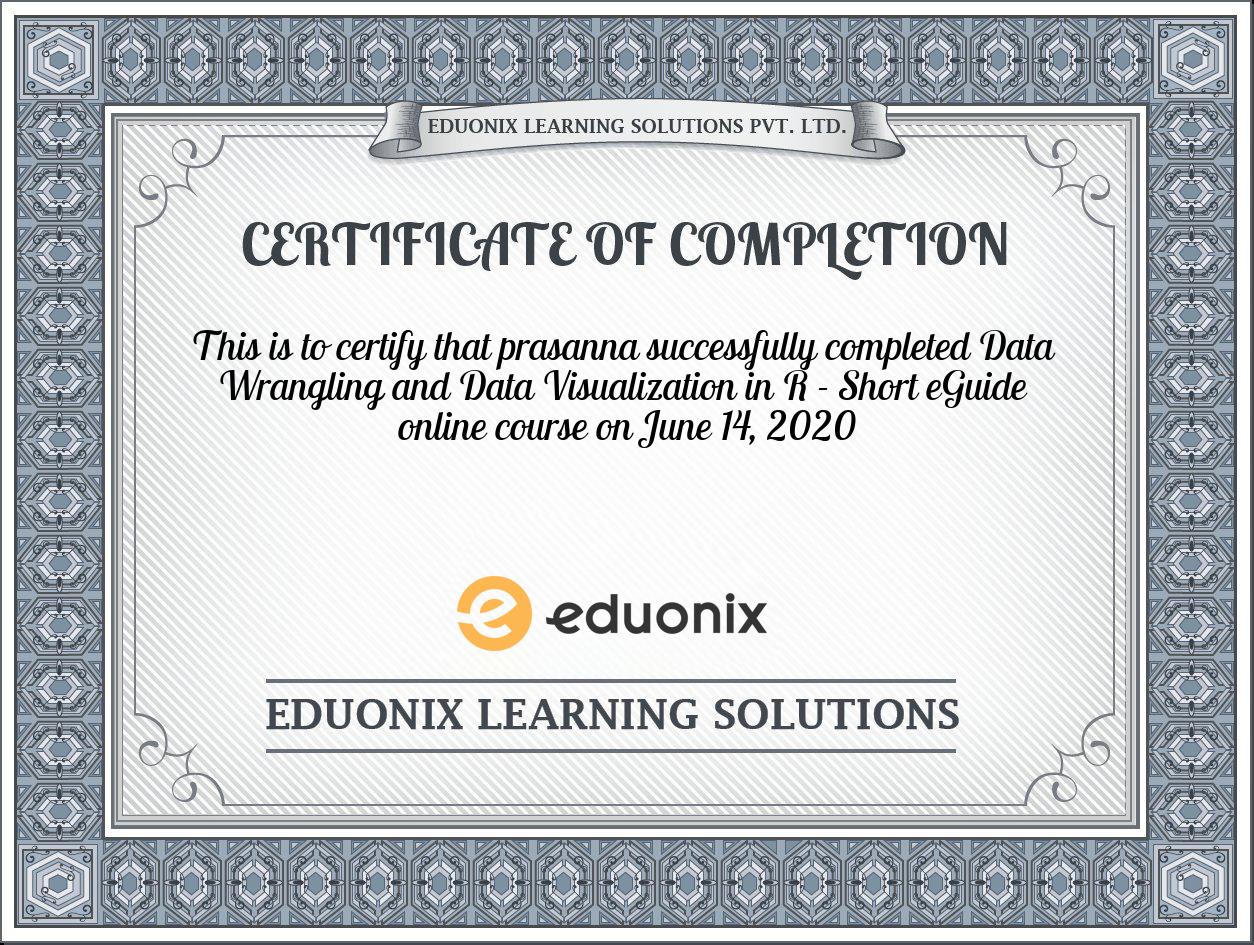 EDUONIX LEARNING SOLUTIONS PVT. LTD.
CERTIFICATE OF COMPLETION
This is to certify that prasanna successfully completed Data
Wrangling and Data Visualization in R - Short eGuide
online course on June 14, 2020
eduonix
EDUONIX LEARNING SOLUTIONS